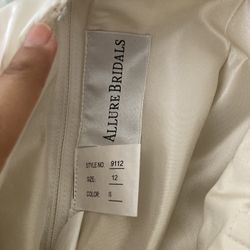 ALLURE BRIDALS
STYLE NO. 9112
SIZE: 12
COLOR: